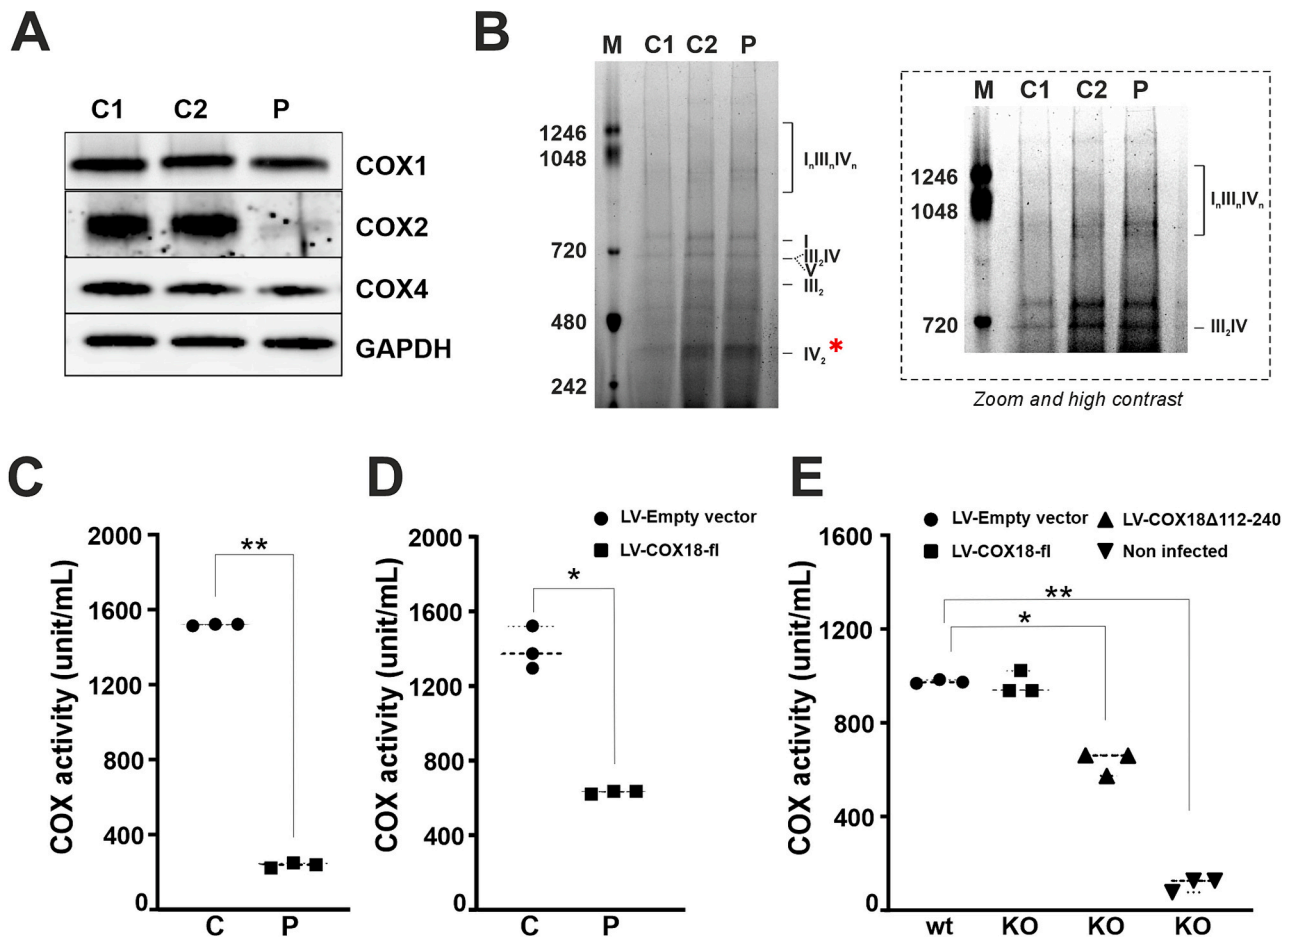 A
C1 C2 P
COX1
COX2
COX4
GAPDH
B
M C1 C2 P
1246
1048
720
480
242
InIIInIVn
I
III2IV
V
III2
IV2*
M C1 C2 P
1246
1048
720
InIIInIVn
III2IV
Zoom and high contrast
C
COX activity (unit/mL)
2000
1600
1200
800
400
0
**
C P
D
LV-Empty vector
LV-COX18-fl
COX activity (unit/mL)
2000
1600
1200
800
400
0
*
C P
E
LV-Empty vector
LV-COX18-fl
LV-COX18Δ112-240
Non infected
COX activity (unit/mL)
1600
1200
800
400
0
**
*
wt KO KO KO